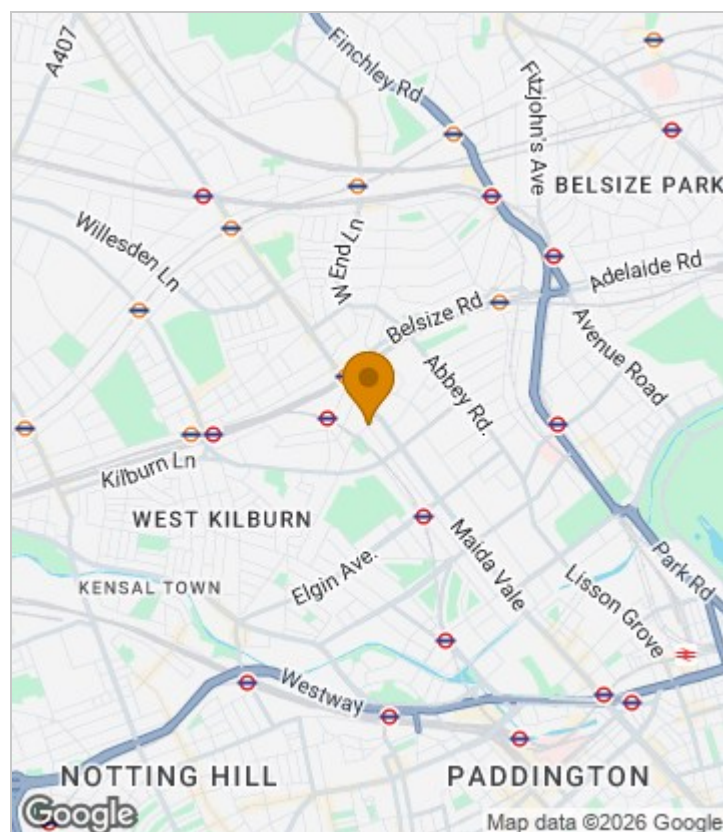 A407
Finchley Rd
Fitzjohn's Ave
BELSIZE PARK
Willesden Ln
W End Ln
Adelaide Rd
Belsize Rd
Avenue Road
Abbey Rd.
Kilburn Ln
WEST KILBURN
Maida Vale
Park Rd
Elgin Ave.
KENSAL TOWN
Lisson Grove
Westway
NOTTING HILL
PADDINGTON
Google
Map data ©2026 Google